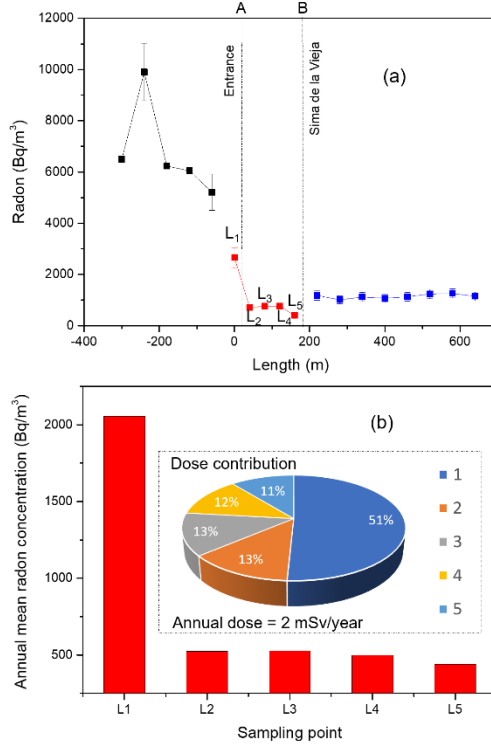 A B
12000
10000
8000
6000
4000
2000
0
Radon (Bq/m³)
Entrance
Sima de la Vieja
(a)
L₁
L₂
L₃
L₄
L₅
-400 -200 0 200 400 600
Length (m)
(b)
2000
1500
1000
500
Annual mean radon concentration (Bq/m³)
Dose contribution
11%
12%
13%
13%
51%
1
2
3
4
5
Annual dose = 2 mSv/year
L1 L2 L3 L4 L5
Sampling point